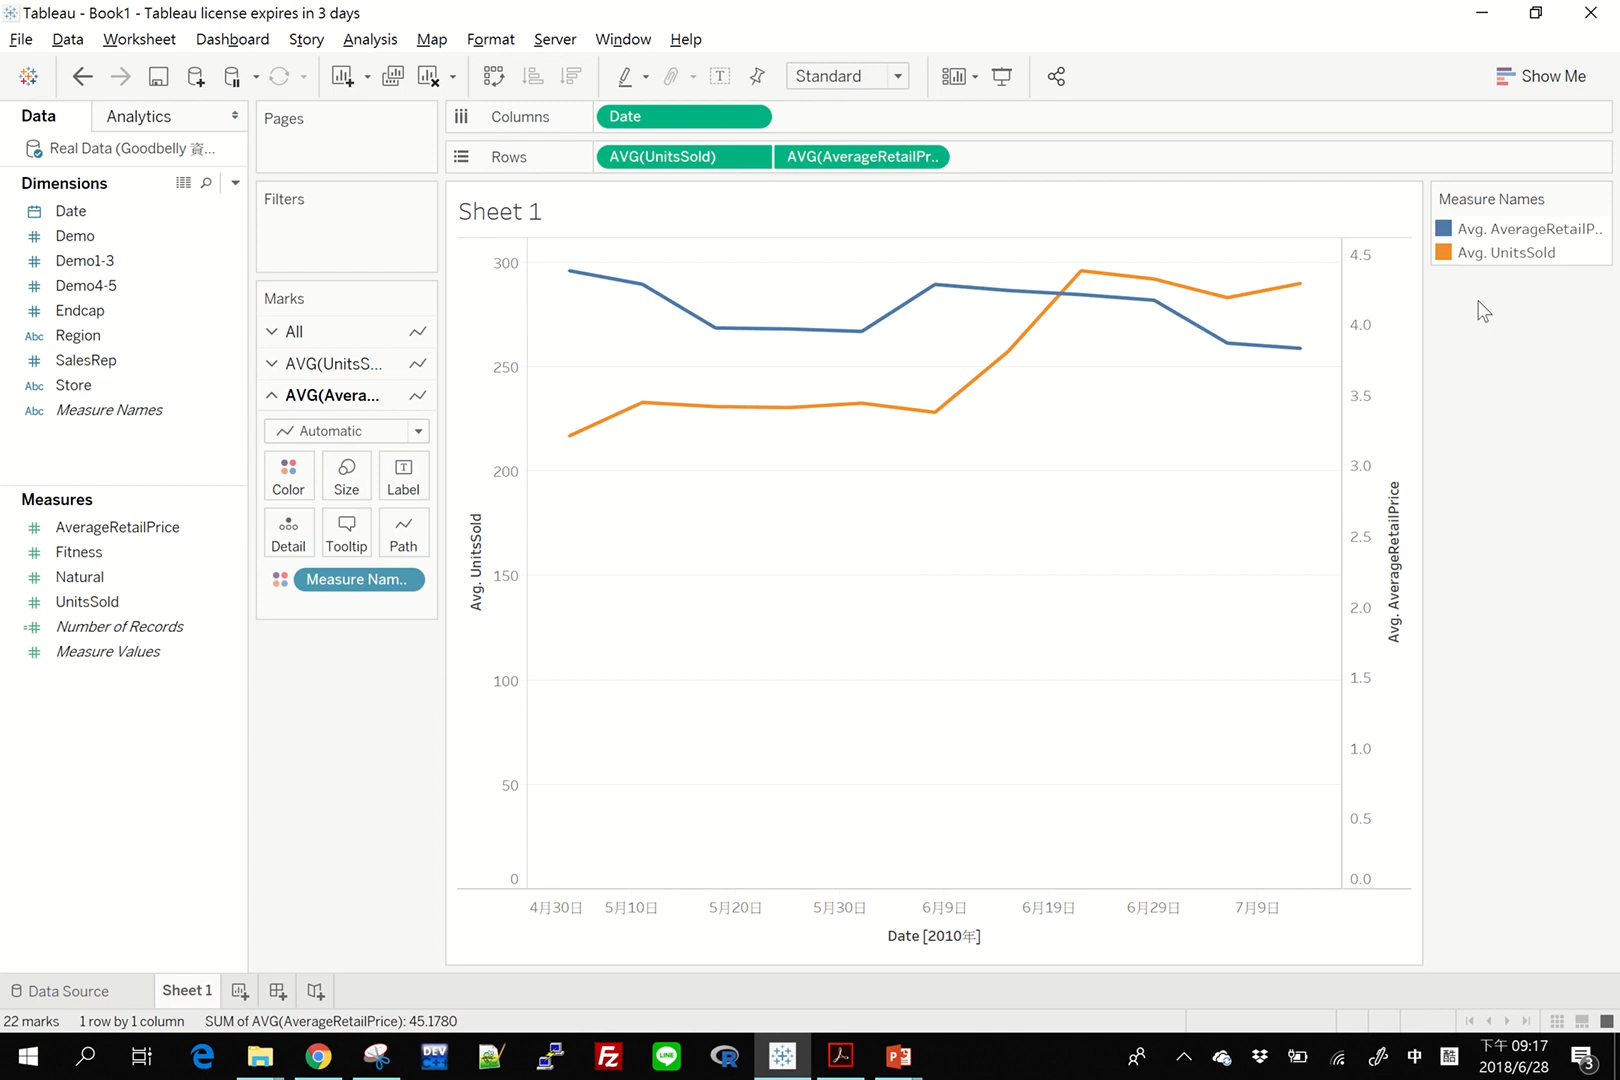 Tableau - Book1 - Tableau license expires in 3 days
File Data Worksheet Dashboard Story Analysis Map Format Server Window Help
Standard
Show Me
Data
Analytics
Real Data (Goodbelly 資...
Dimensions
Date
Demo
Demo1-3
Demo4-5
Endcap
Abc Region
SalesRep
Abc Store
Abc Measure Names
Measures
AverageRetailPrice
Fitness
Natural
UnitsSold
Number of Records
Measure Values
Pages
Filters
Marks
All
AVG(UnitsS...
AVG(Avera...
Automatic
Color
Size
Label
Detail
Tooltip
Path
Measure Nam..
Columns
Date
Rows
AVG(UnitsSold)
AVG(AverageRetailPr..
Sheet 1
300
250
200
150
100
50
0
Avg. UnitsSold
4.5
4.0
3.5
3.0
2.5
2.0
1.5
1.0
0.5
0.0
Avg. AverageRetailPrice
4月30日
5月10日
5月20日
5月30日
6月9日
6月19日
6月29日
7月9日
Date [2010年]
Measure Names
Avg. AverageRetailP..
Avg. UnitsSold
Data Source
Sheet 1
22 marks
1 row by 1 column
SUM of AVG(AverageRetailPrice): 45.1780
DEV
LINE
中
酷
下午 09:17
2018/6/28
3